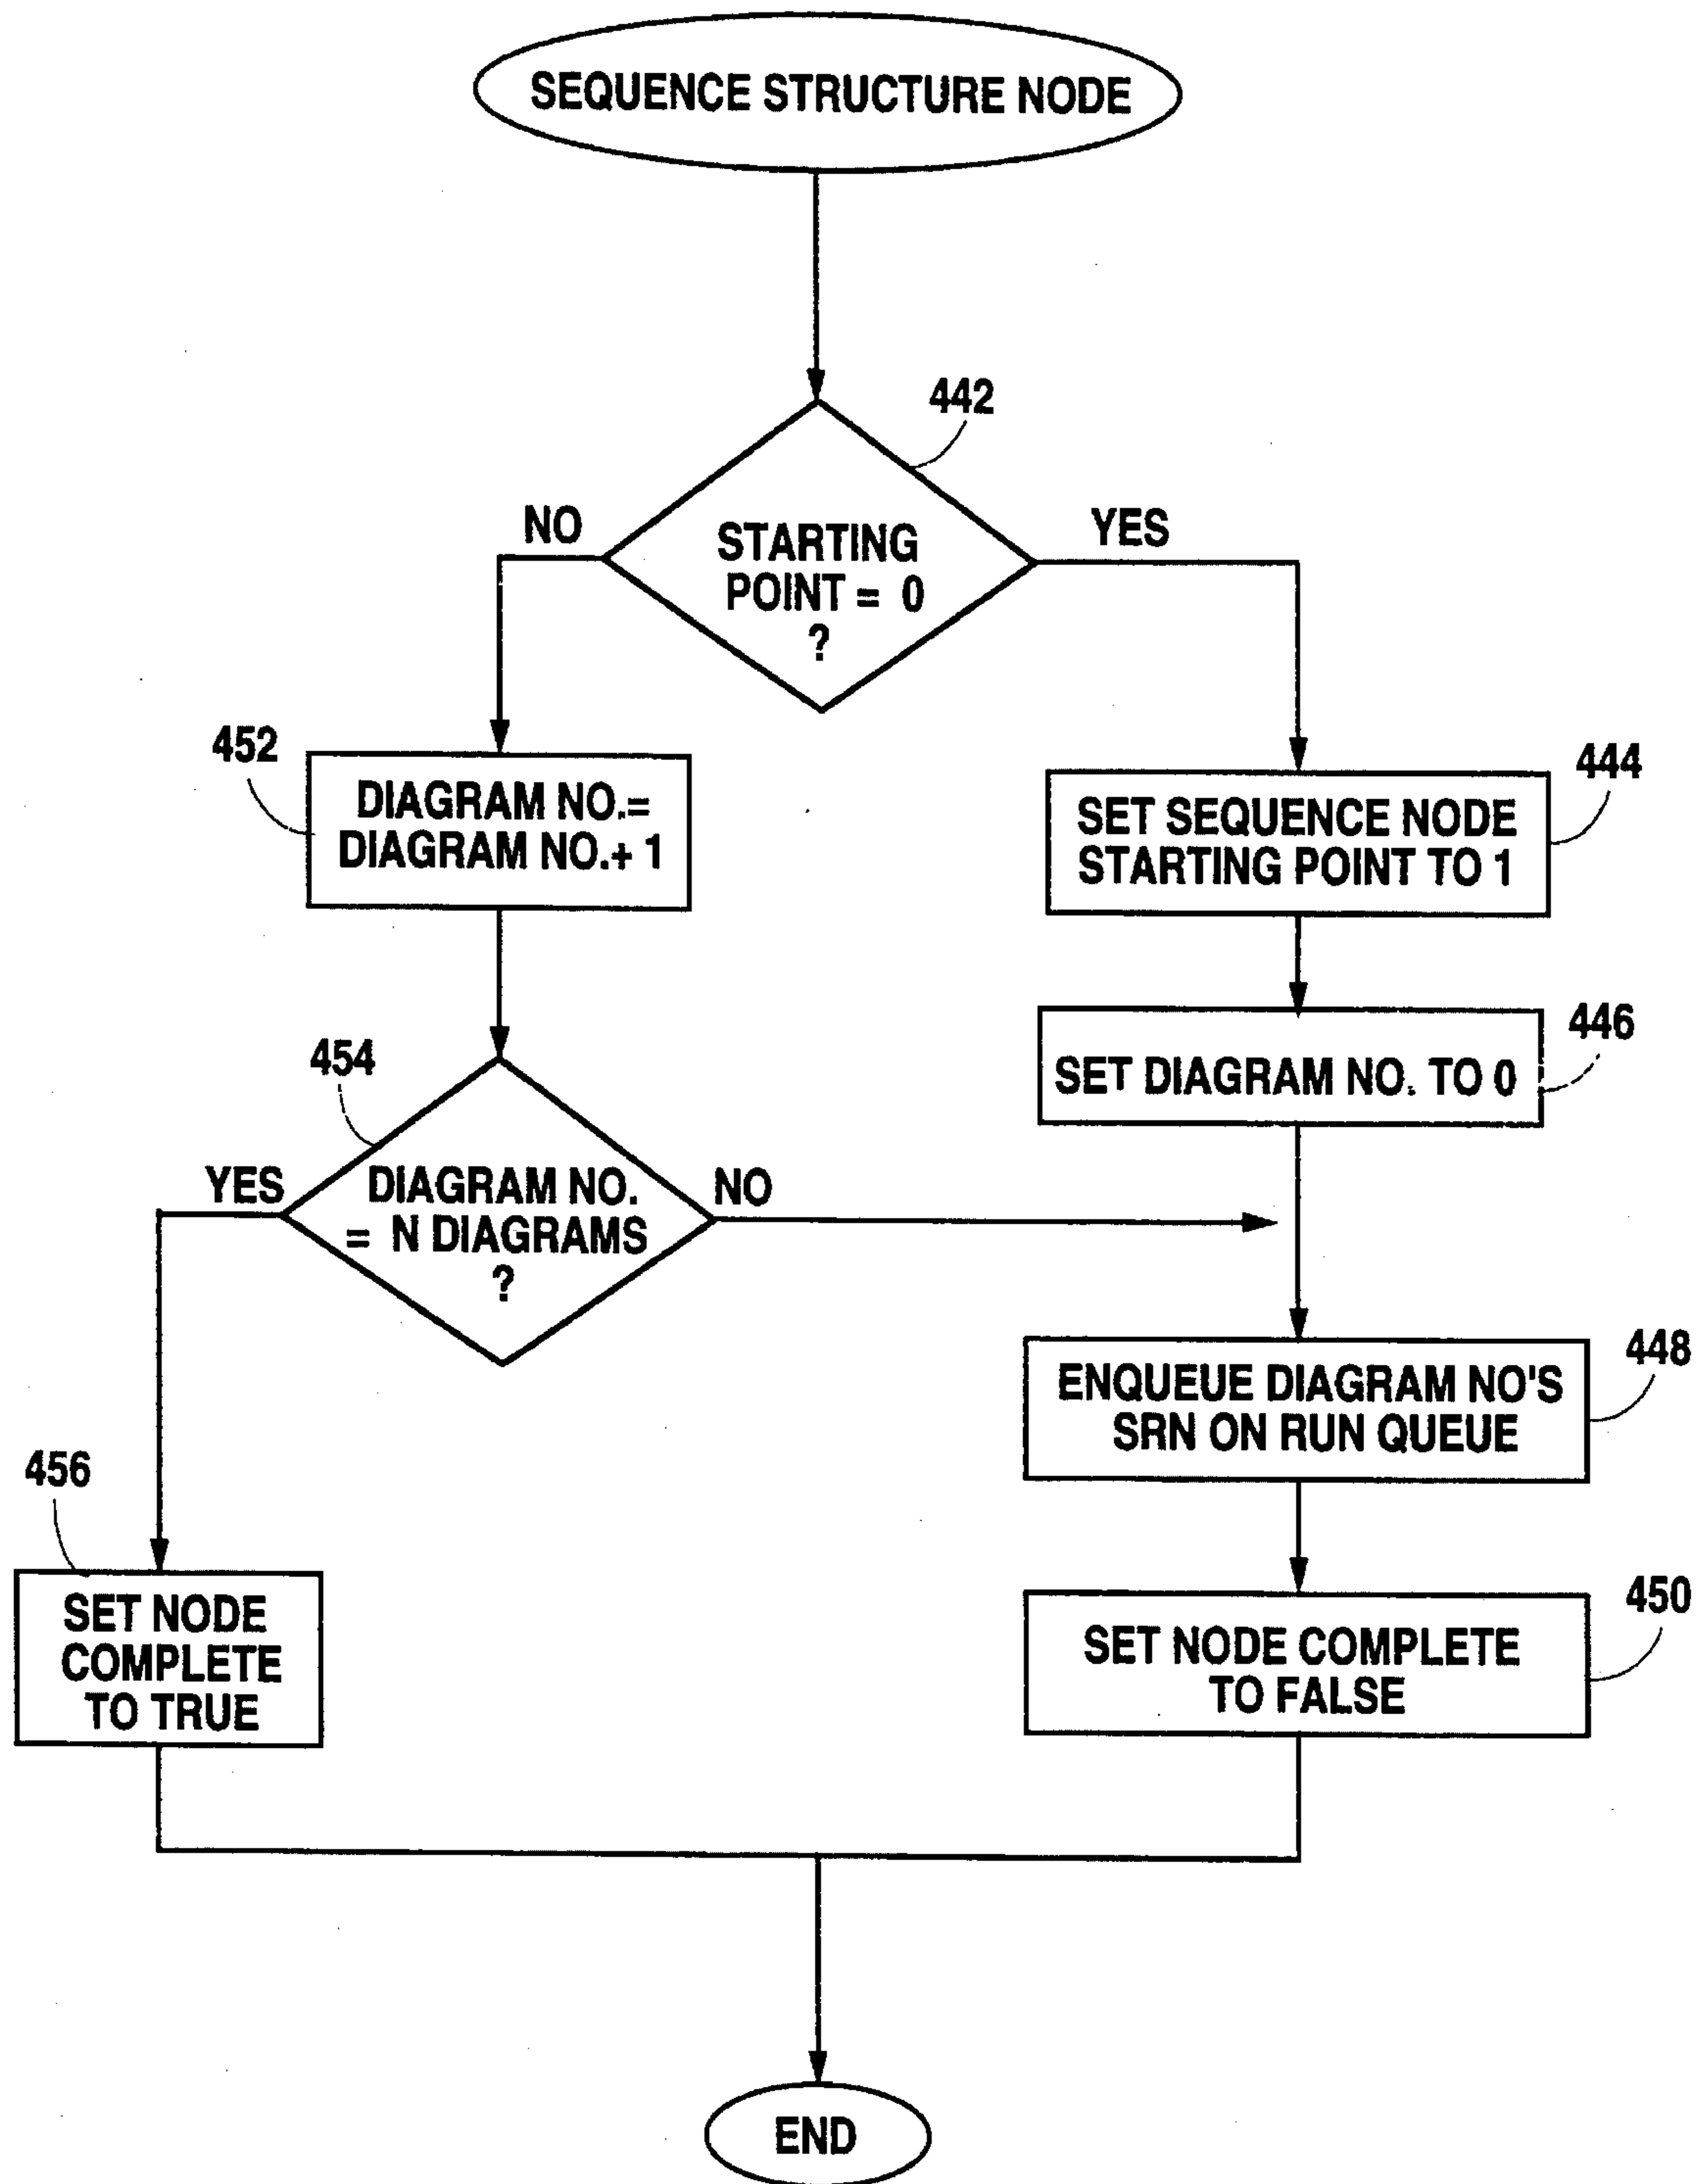 SEQUENCE STRUCTURE NODE
442
NO
YES
STARTING
POINT = 0
?
452
DIAGRAM NO.=
DIAGRAM NO.+ 1
444
SET SEQUENCE NODE
STARTING POINT TO 1
446
SET DIAGRAM NO. TO 0
454
YES
DIAGRAM NO.
= N DIAGRAMS
?
NO
448
ENQUEUE DIAGRAM NO'S
SRN ON RUN QUEUE
456
SET NODE
COMPLETE
TO TRUE
450
SET NODE COMPLETE
TO FALSE
END